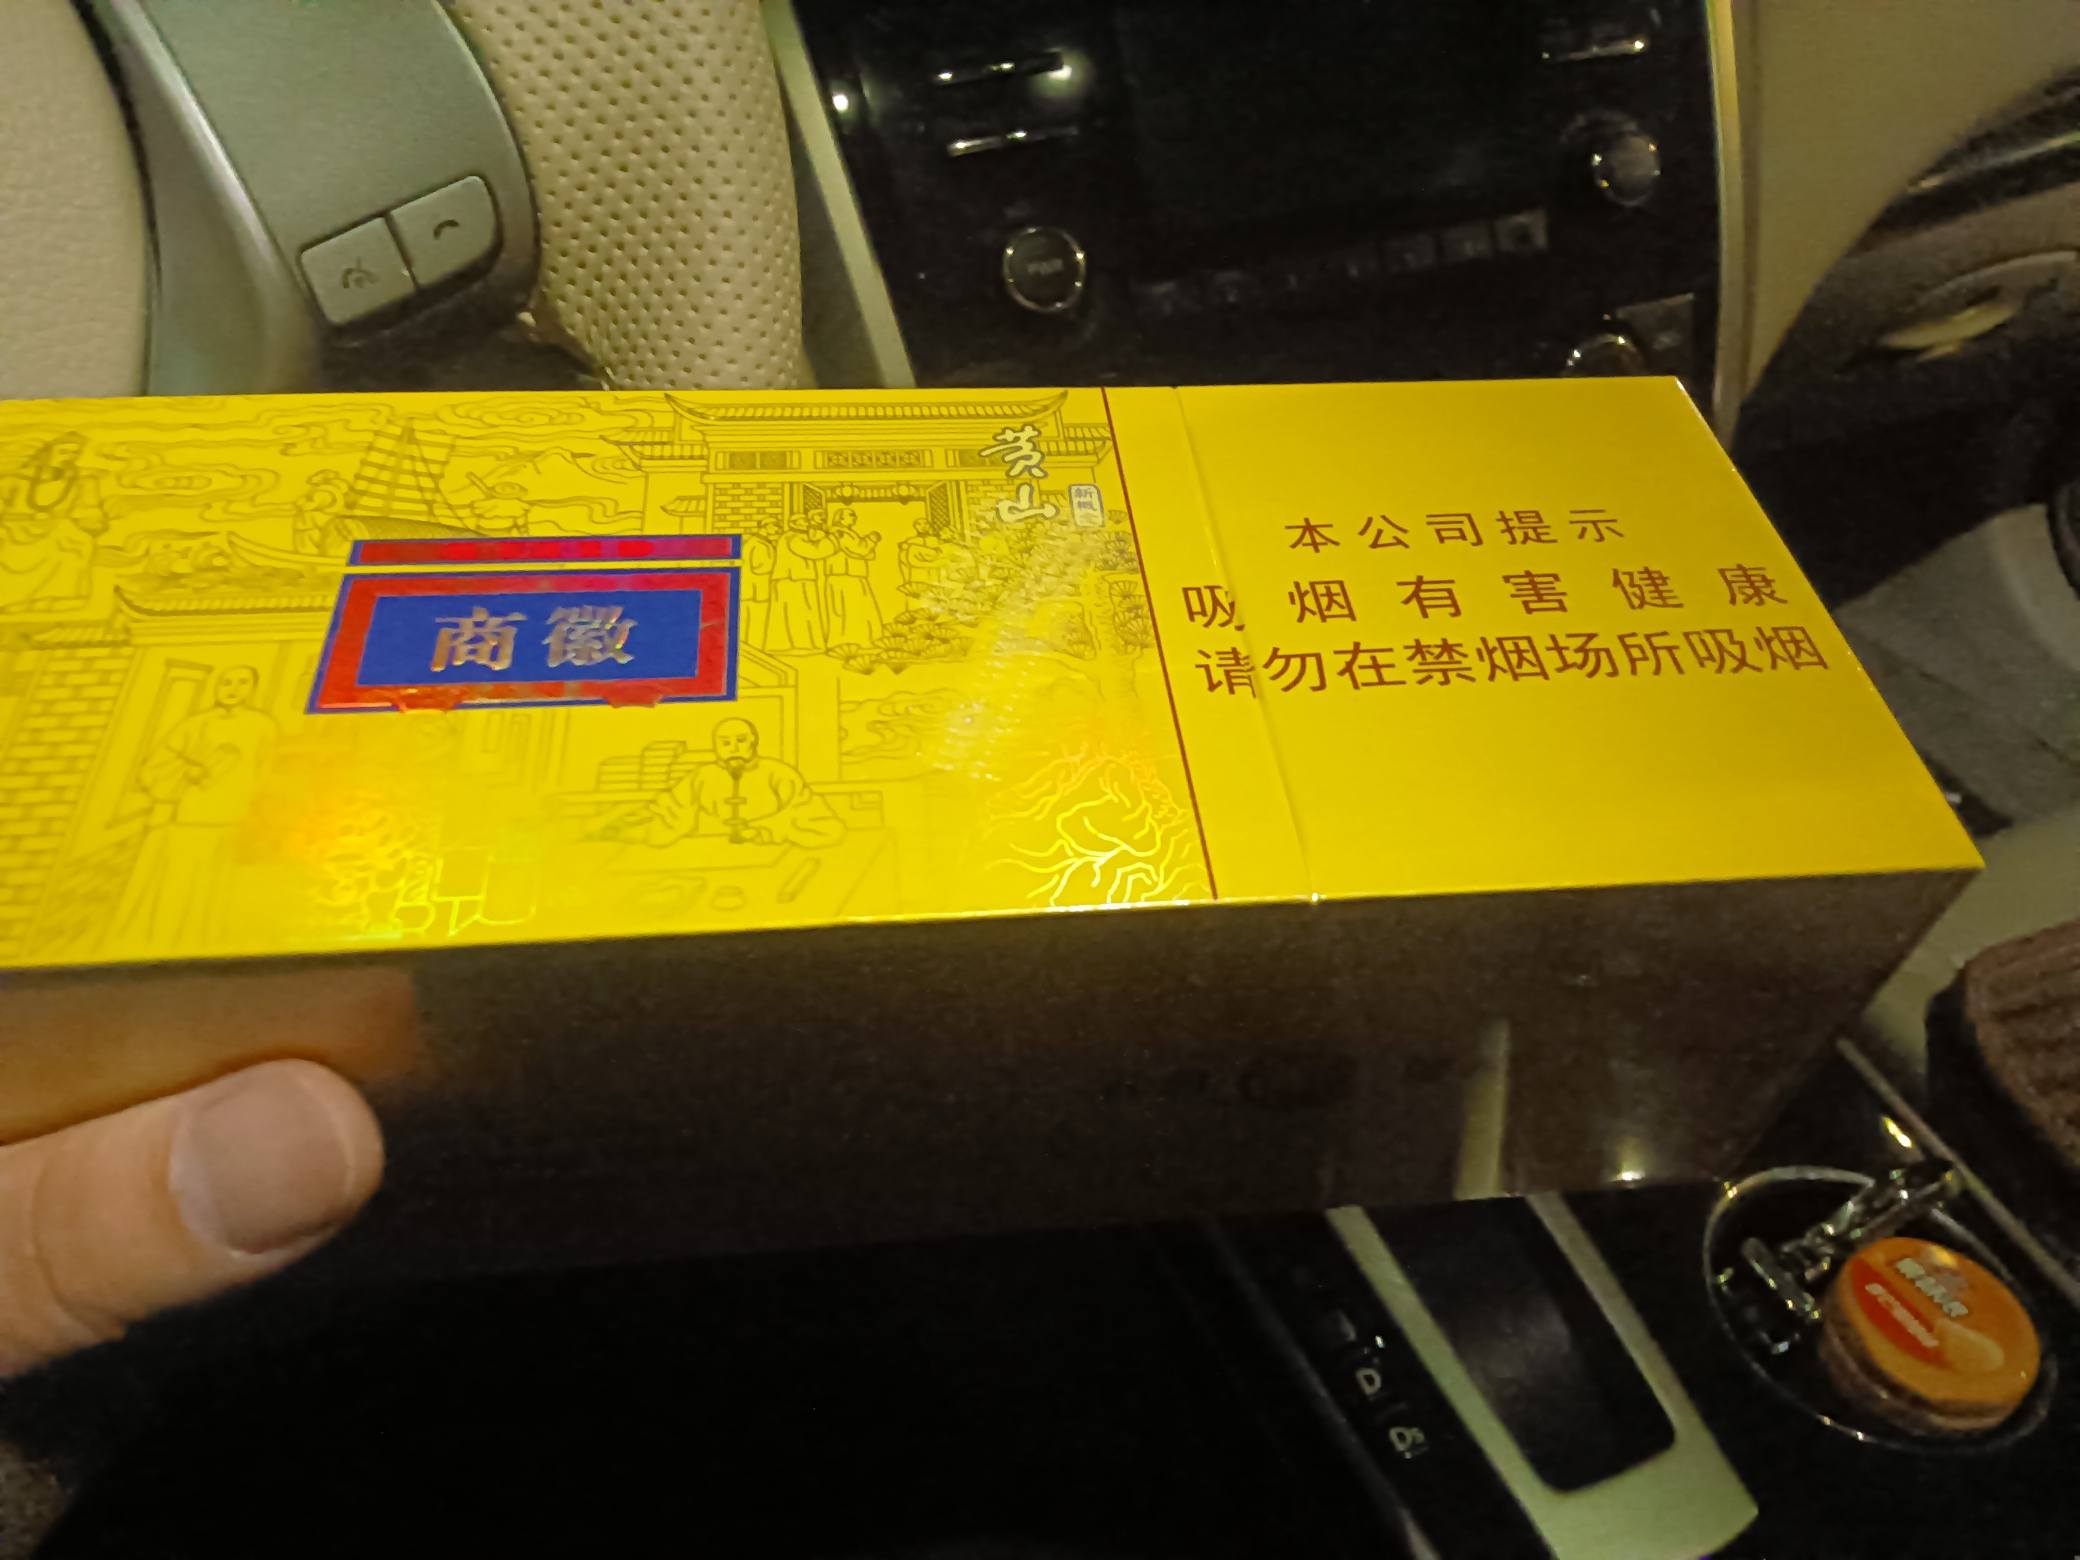 黄山
新概念
商徽
本公司提示
吸烟有害健康
请勿在禁烟场所吸烟
D
Ds